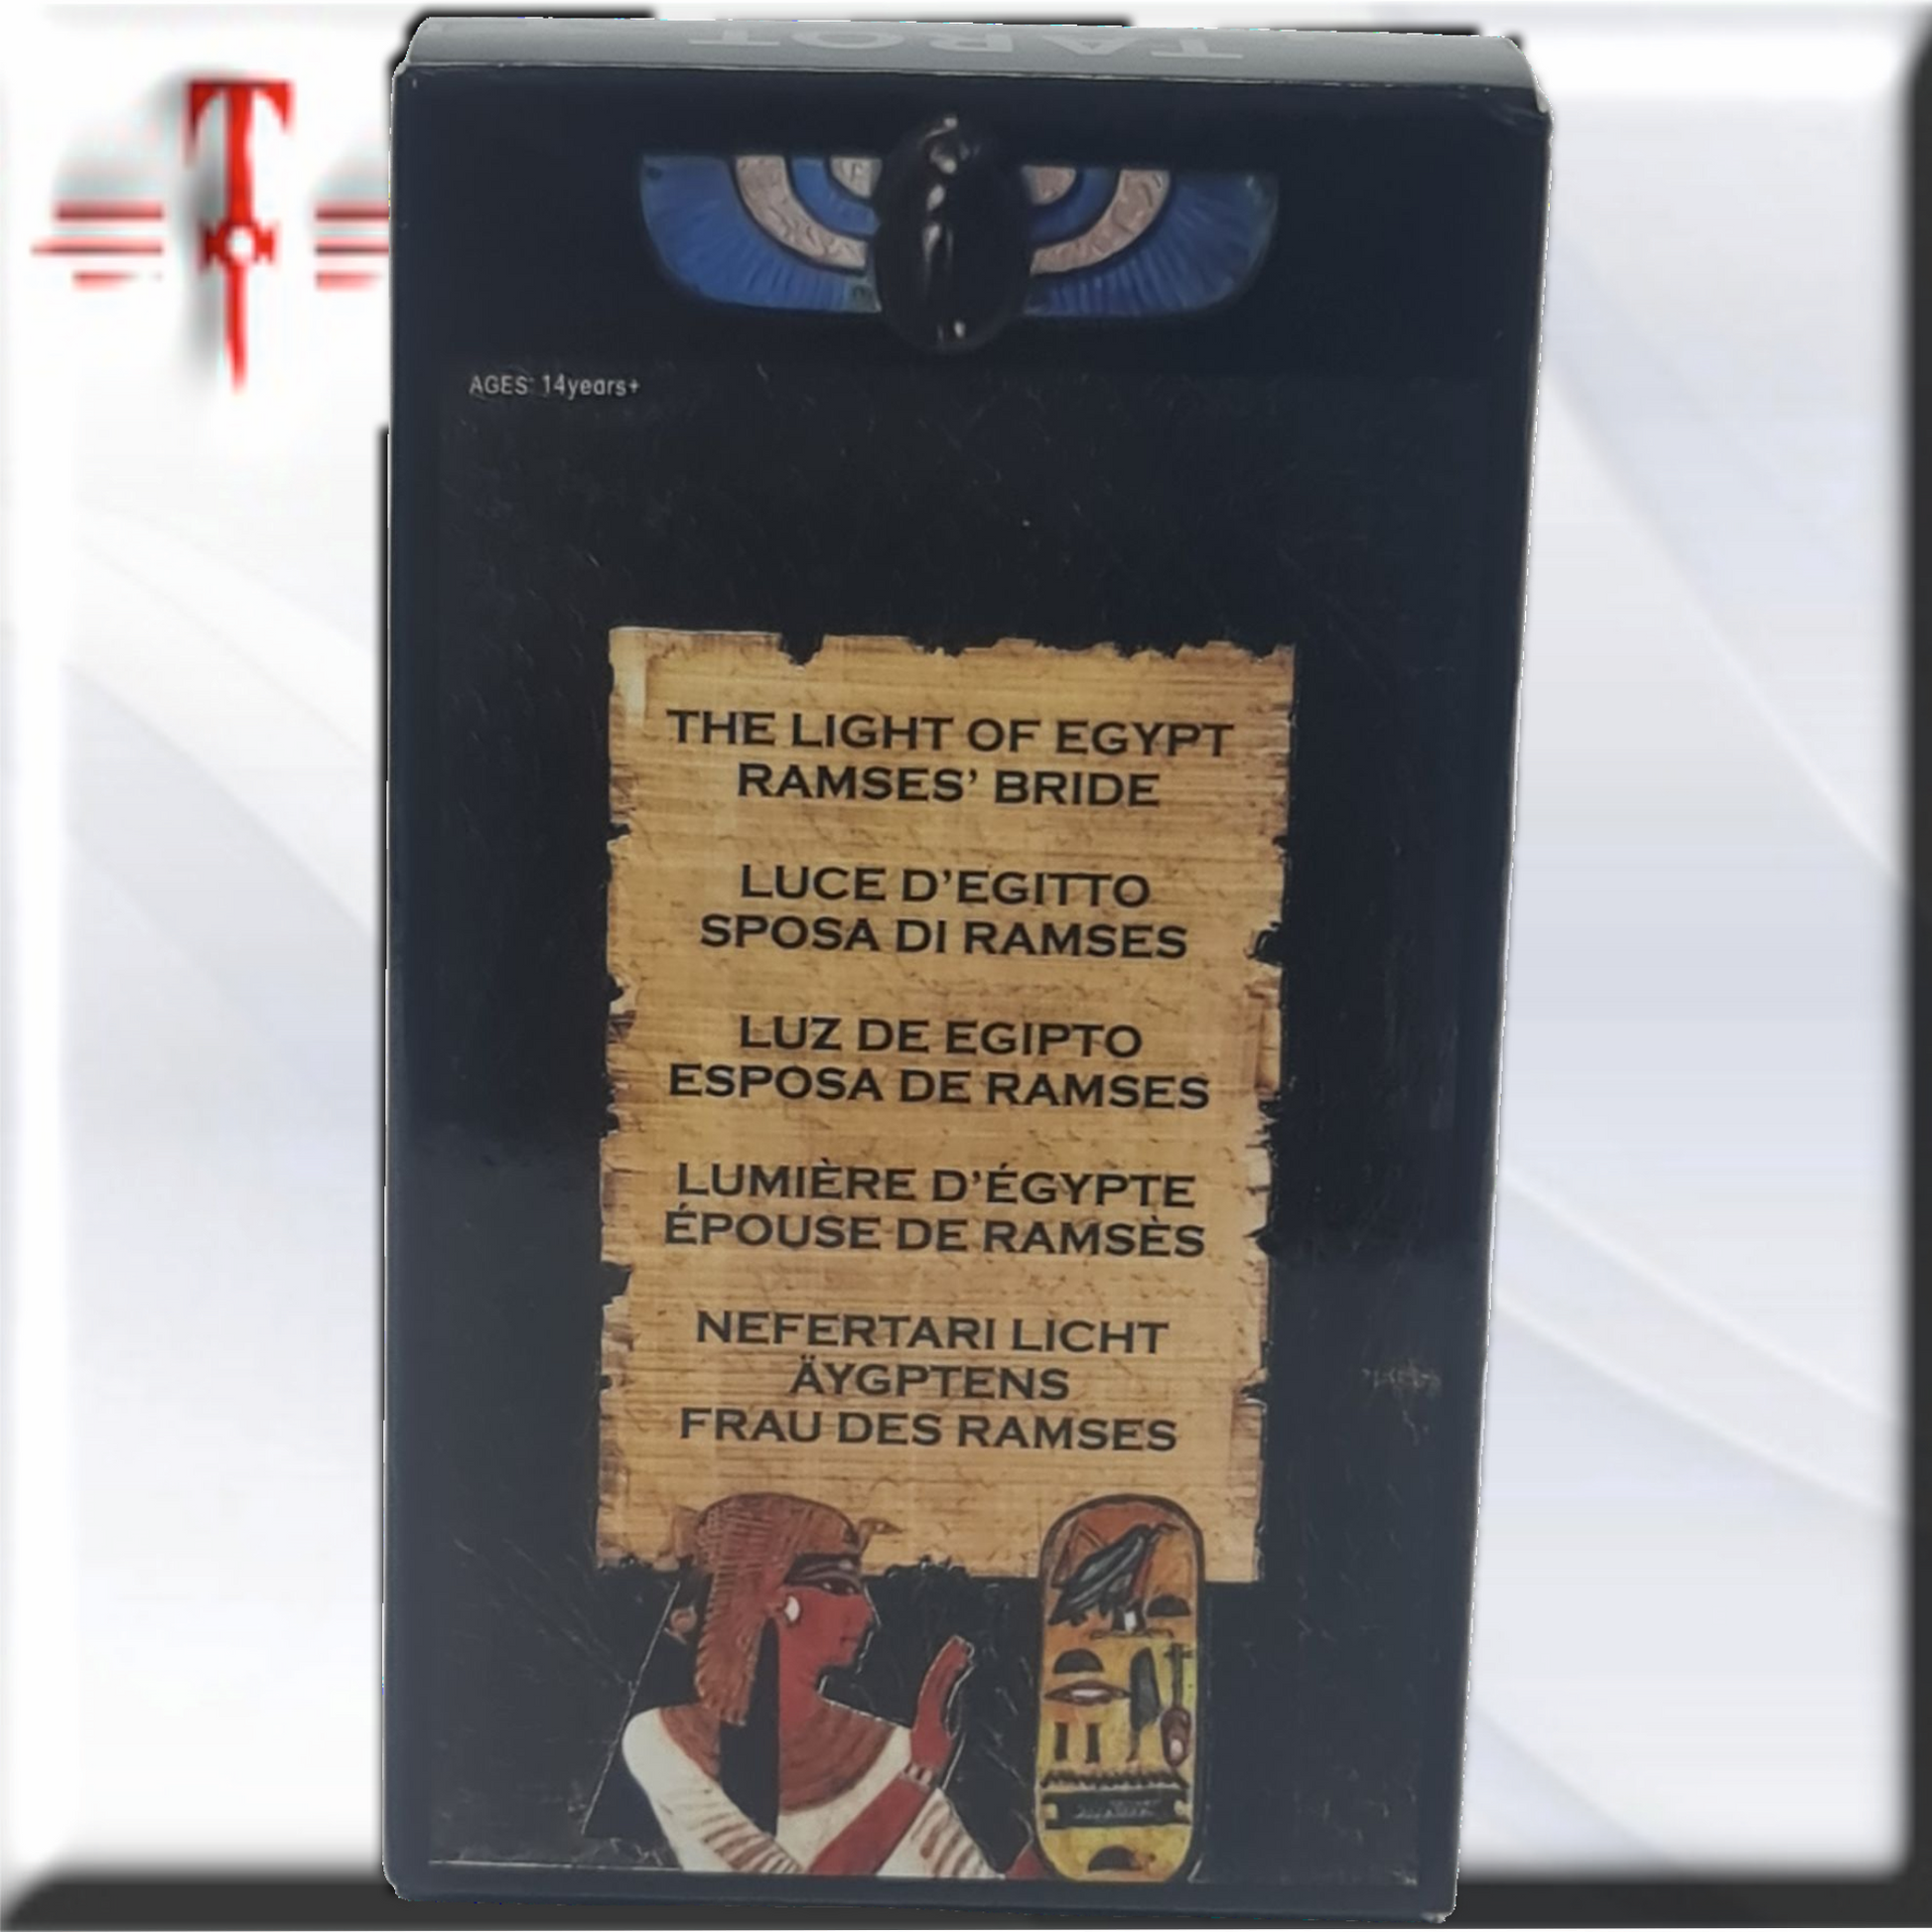 TAROT
AGES: 14years+
THE LIGHT OF EGYPT
RAMSES’ BRIDE
LUCE D’EGITTO
SPOSA DI RAMSES
LUZ DE EGIPTO
ESPOSA DE RAMSES
LUMIÈRE D’ÉGYPTE
ÉPOUSE DE RAMSÈS
NEFERTARI LICHT
ÄYGPTENS
FRAU DES RAMSES